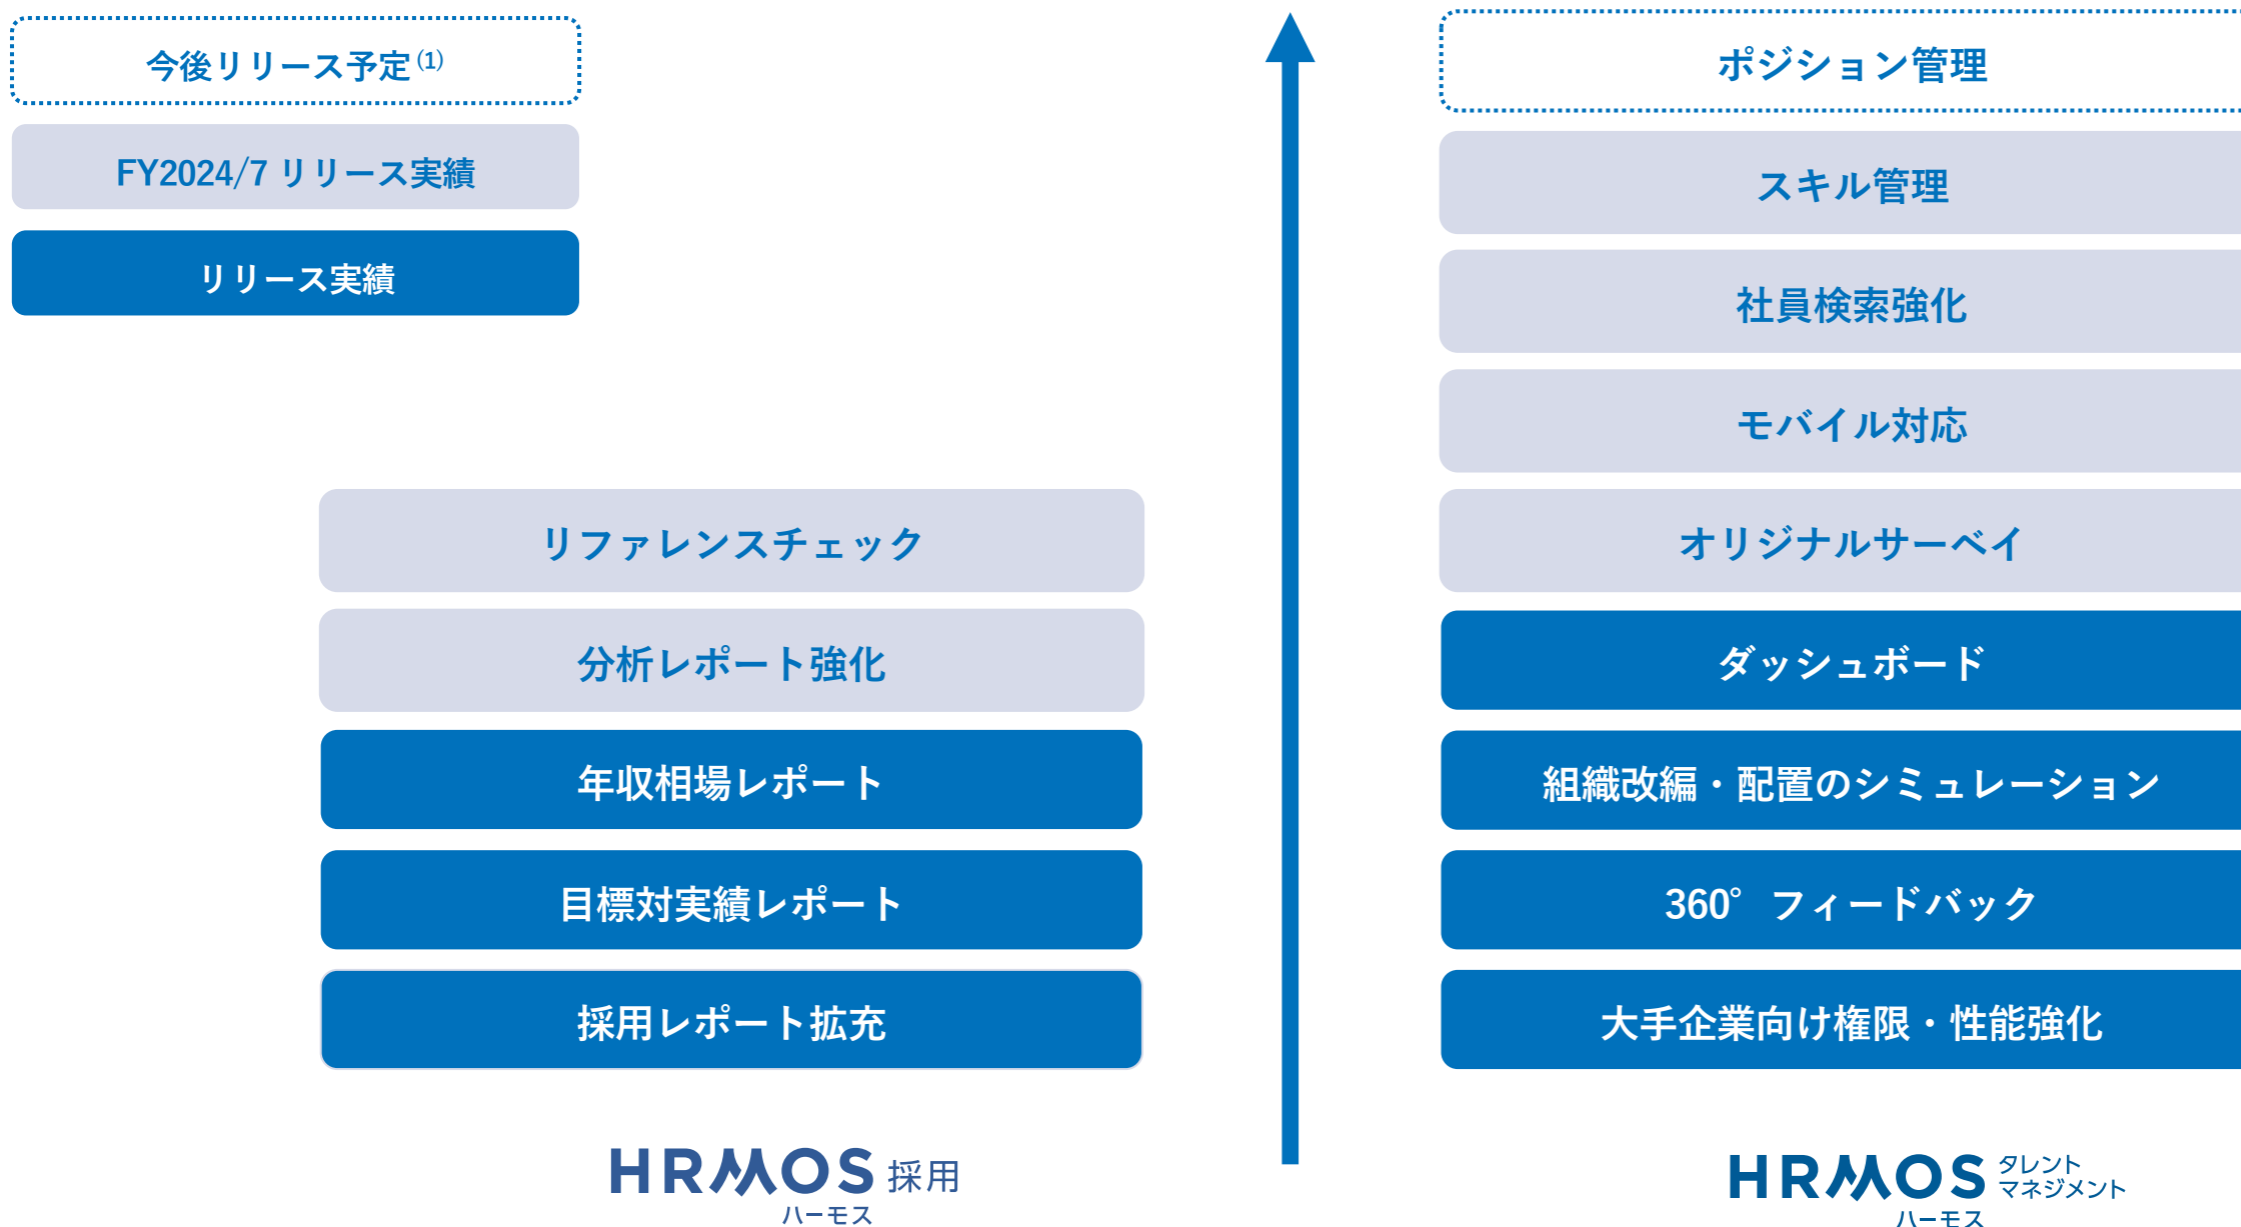 今後リリース予定 (1)
FY2024/7 リリース実績
リリース実績
リファレンスチェック
分析レポート強化
年収相場レポート
目標対実績レポート
採用レポート拡充
HRMOS 採用
ハーモス
ポジション管理
スキル管理
社員検索強化
モバイル対応
オリジナルサーベイ
ダッシュボード
組織改編・配置のシミュレーション
360°フィードバック
大手企業向け権限・性能強化
HRMOS タレント
マネジメント
ハーモス